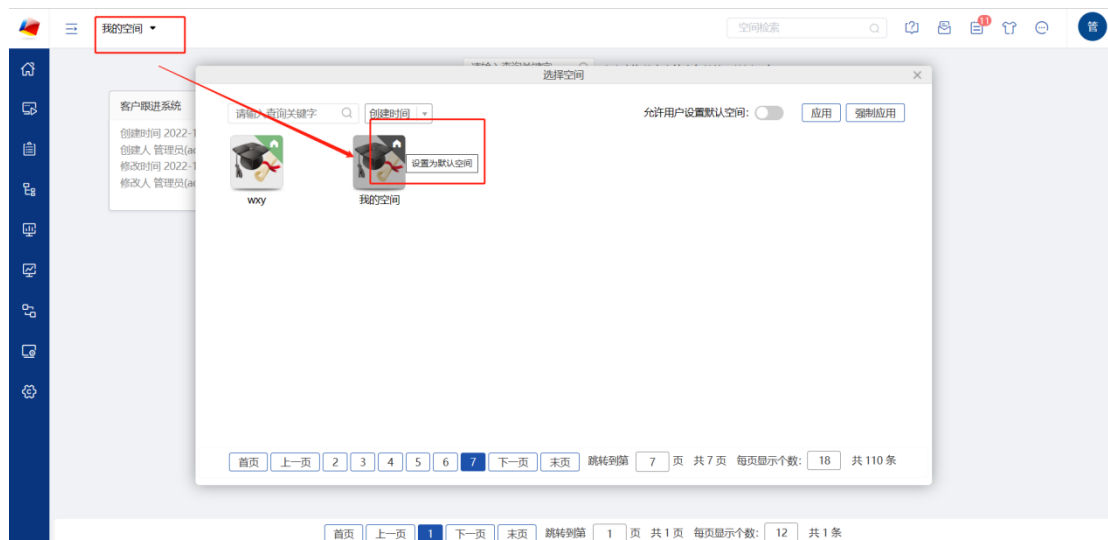 我的空间
空间检索
11
管
选择空间
客户跟进系统
创建时间 2022-1
创建人 管理员(ad
修改时间 2022-1
修改人 管理员(ad
请输入查询关键字
创建时间
允许用户设置默认空间:
应用
强制应用
设置为默认空间
wxy
我的空间
首页 上一页 2 3 4 5 6 7 下一页 末页 跳转到第 7 页 共 7 页 每页显示个数: 18 共 110 条
首页 上一页 1 下一页 末页 跳转到第 1 页 共 1 页 每页显示个数: 12 共 1 条